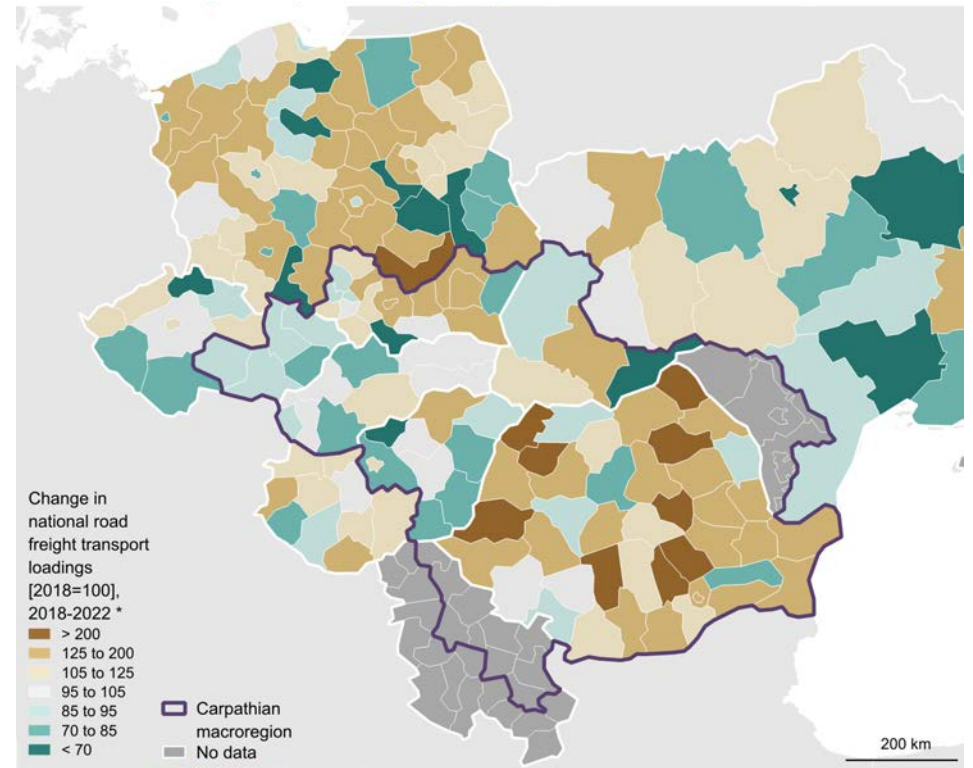 Change in
national road
freight transport
loadings
[2018=100],
2018-2022 *
> 200
125 to 200
105 to 125
95 to 105
85 to 95
70 to 85
< 70
Carpathian
macroregion
No data
200 km